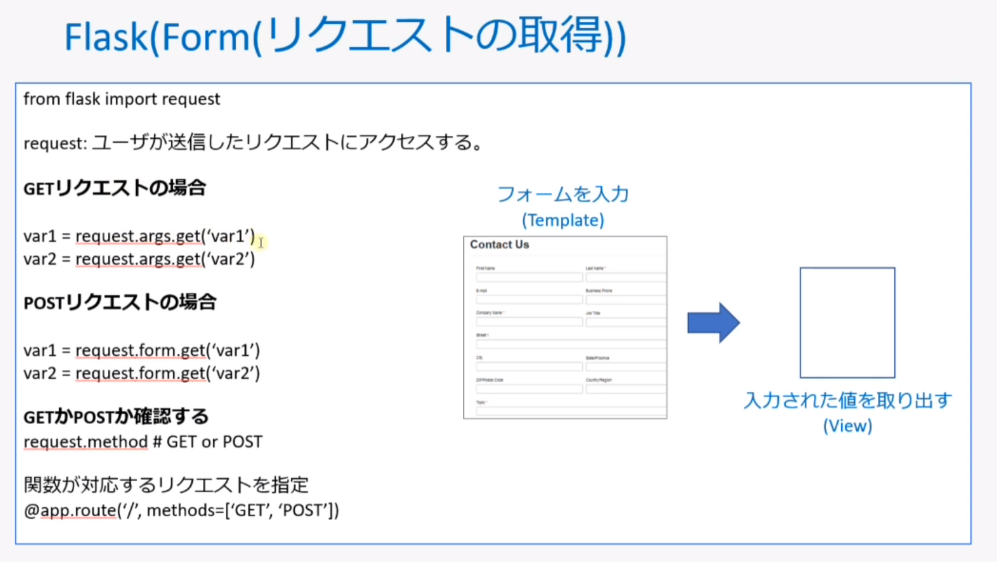 Flask(Form(リクエストの取得))
from flask import request
request: ユーザが送信したリクエストにアクセスする。
GETリクエストの場合
var1 = request.args.get(‘var1’)
var2 = request.args.get(‘var2’)
POSTリクエストの場合
var1 = request.form.get(‘var1’)
var2 = request.form.get(‘var2’)
GETかPOSTか確認する
request.method # GET or POST
関数が対応するリクエストを指定
@app.route(‘/’, methods=[‘GET’, ‘POST’])
フォームを入力
(Template)
Contact Us
First Name
Last Name *
E-mail
Business Phone
Company Name *
Job Title
Street *
City
State/Province
ZIP/Postal Code
Country/Region
Topic *
入力された値を取り出す
(View)